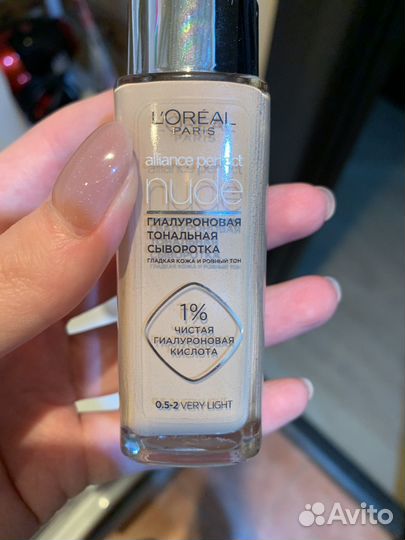 L'ORÉAL
PARIS
alliance perfect
nude
ГИАЛУРОНОВАЯ
ТОНАЛЬНАЯ
СЫВОРОТКА
ГЛАДКАЯ КОЖА И РОВНЫЙ ТОН
1%
ЧИСТАЯ
ГИАЛУРОНОВАЯ
КИСЛОТА
0.5-2 VERY LIGHT
Avito